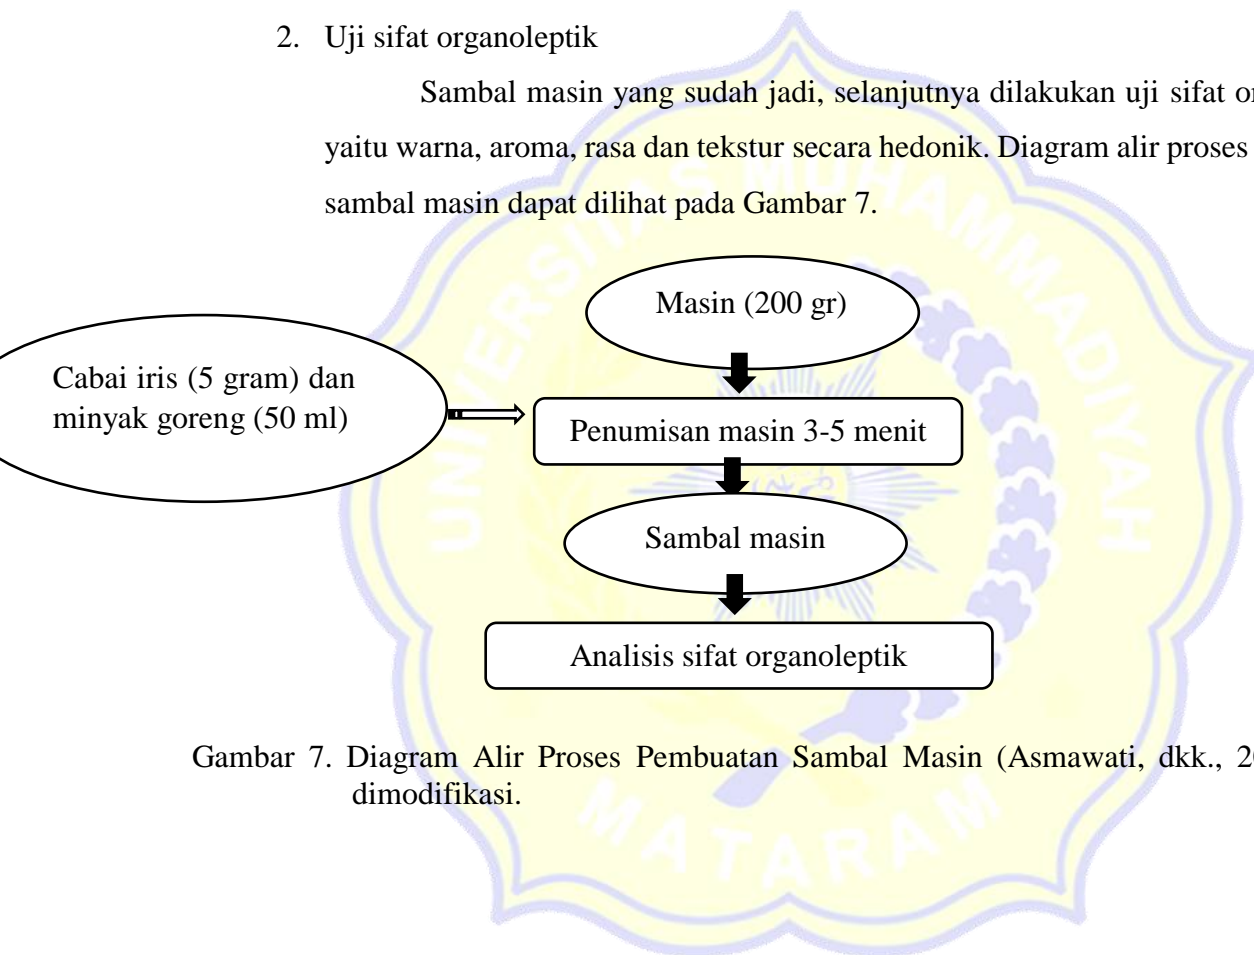 2. Uji sifat organoleptik
Sambal masin yang sudah jadi, selanjutnya dilakukan uji sifat
yaitu warna, aroma, rasa dan tekstur secara hedonik. Diagram alir proses
sambal masin dapat dilihat pada Gambar 7.
Masin (200 gr)
Cabai iris (5 gram) dan
minyak goreng (50 ml)
Penumisan masin 3-5 menit
Sambal masin
Analisis sifat organoleptik
Gambar 7. Diagram Alir Proses Pembuatan Sambal Masin (Asmawati, dkk.,
dimodifikasi.
UNIVERSITAS MUHAMMADIYAH
MATARAM